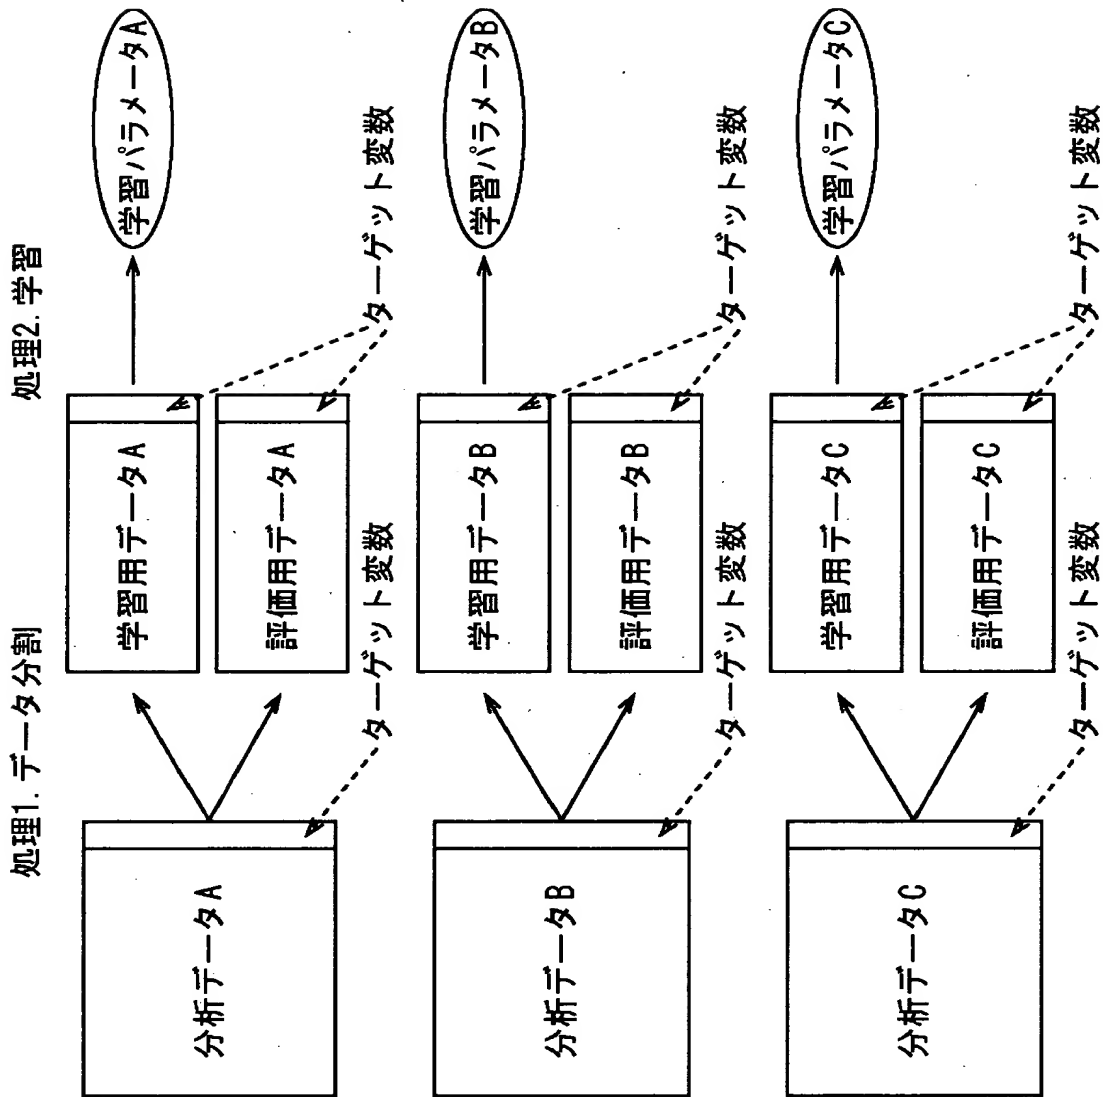 処理1. データ分割
処理2. 学習
分析データA
ターゲット変数
学習用データA
評価用データA
ターゲット変数
学習パラメータA
分析データB
ターゲット変数
学習用データB
評価用データB
ターゲット変数
学習パラメータB
分析データC
ターゲット変数
学習用データC
評価用データC
ターゲット変数
学習パラメータC